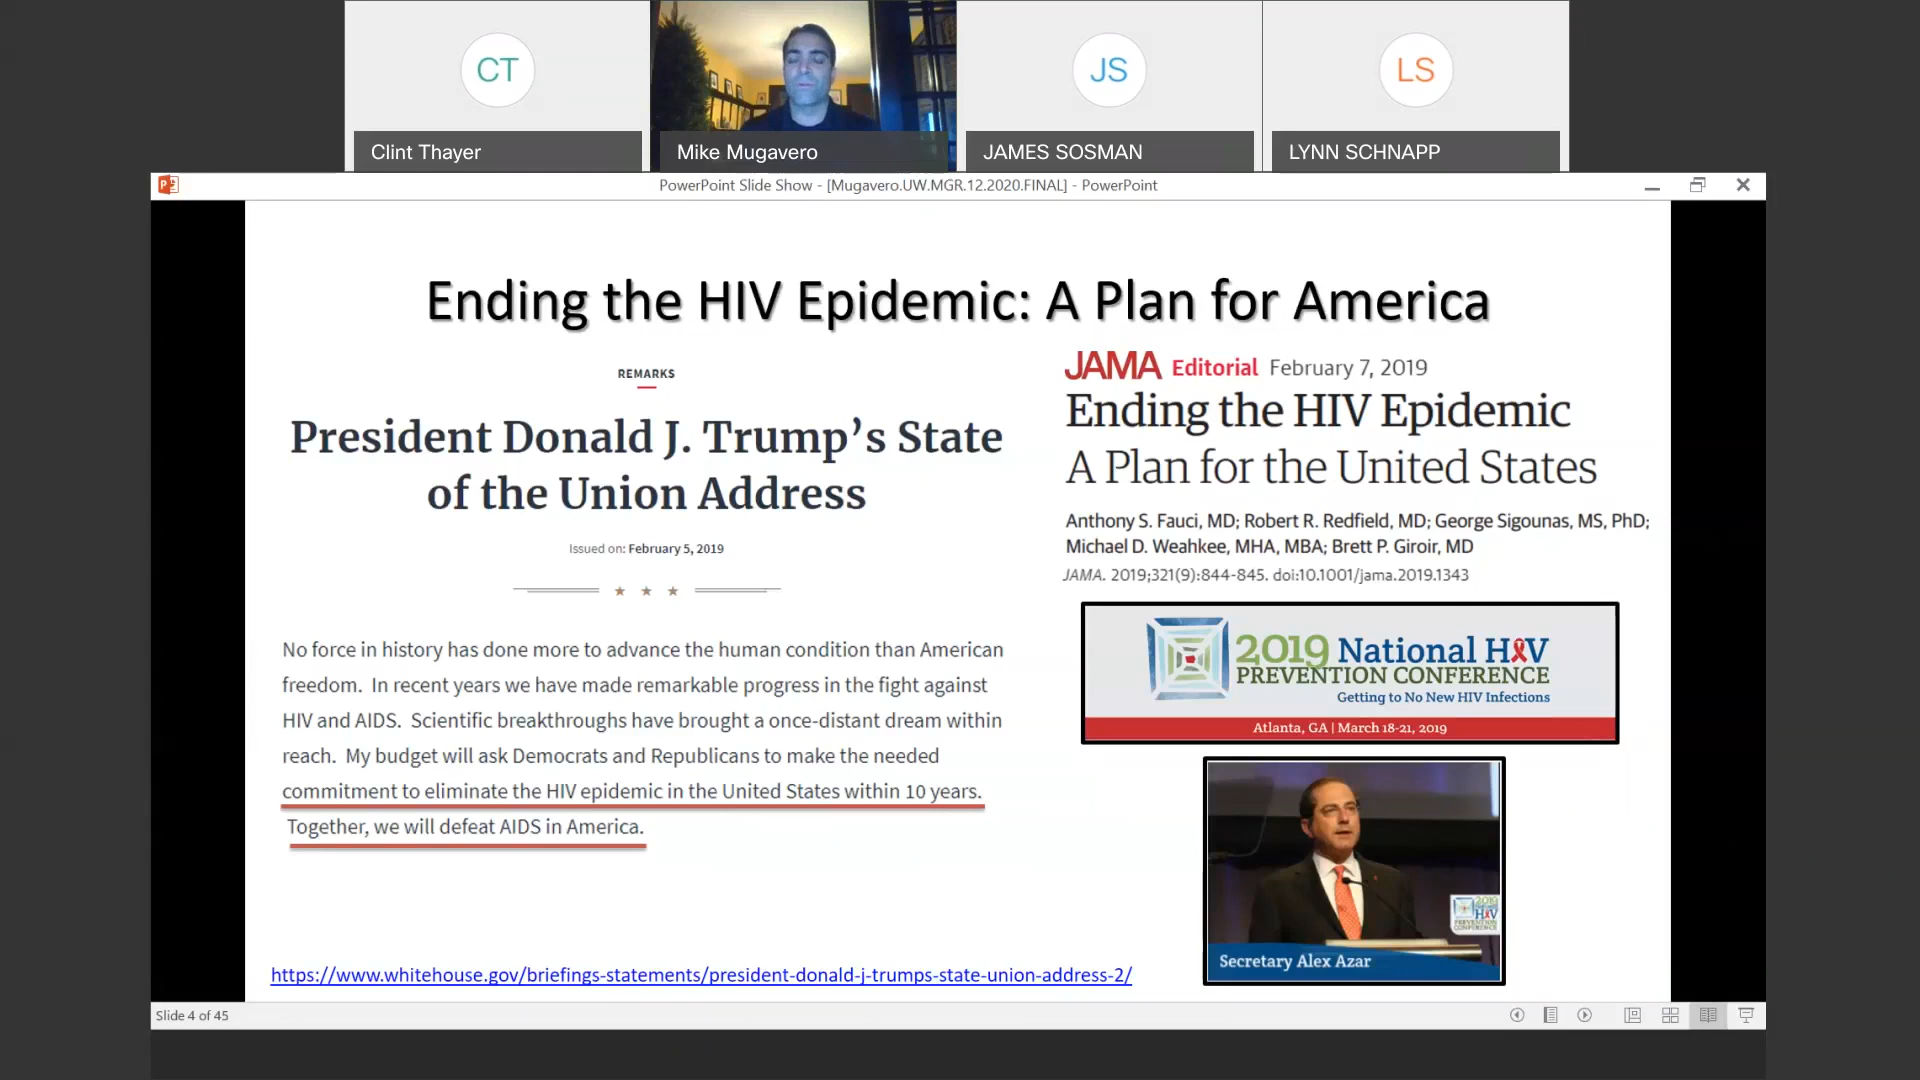 CT
JS
LS
Clint Thayer
Mike Mugavero
JAMES SOSMAN
LYNN SCHNAPP
PowerPoint Slide Show - [Mugavero.UW.MGR.12.2020.FINAL] - PowerPoint
Ending the HIV Epidemic: A Plan for America
REMARKS
President Donald J. Trump’s State
of the Union Address
Issued on: February 5, 2019
No force in history has done more to advance the human condition than American
freedom. In recent years we have made remarkable progress in the fight against
HIV and AIDS. Scientific breakthroughs have brought a once-distant dream within
reach. My budget will ask Democrats and Republicans to make the needed
commitment to eliminate the HIV epidemic in the United States within 10 years.
Together, we will defeat AIDS in America.
https://www.whitehouse.gov/briefings-statements/president-donald-j-trumps-state-union-address-2/
JAMA Editorial February 7, 2019
Ending the HIV Epidemic
A Plan for the United States
Anthony S. Fauci, MD; Robert R. Redfield, MD; George Sigounas, MS, PhD;
Michael D. Weahkee, MHA, MBA; Brett P. Giroir, MD
JAMA. 2019;321(9):844-845. doi:10.1001/jama.2019.1343
2019 National HIV
PREVENTION CONFERENCE
Getting to No New HIV Infections
Atlanta, GA | March 18-21, 2019
2019
HIV
PREVENTION
CONFERENCE
Secretary Alex Azar
Slide 4 of 45